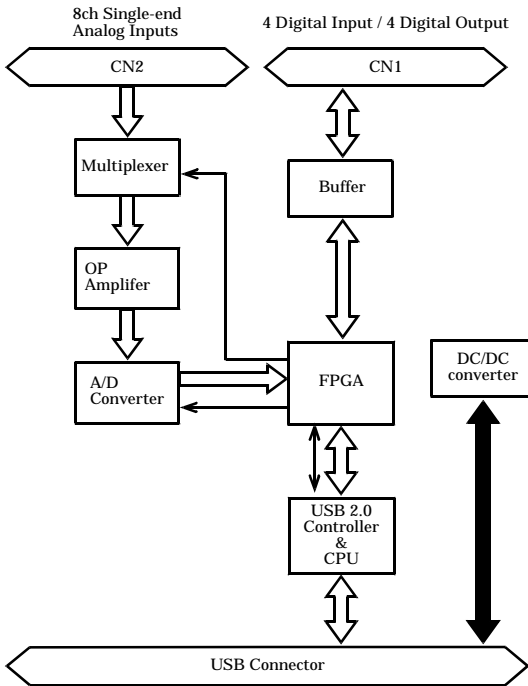 8ch Single-end
Analog Inputs
4 Digital Input / 4 Digital Output
CN2
CN1
Multiplexer
Buffer
OP
Amplifer
A/D
Converter
FPGA
DC/DC
converter
USB 2.0
Controller
&
CPU
USB Connector